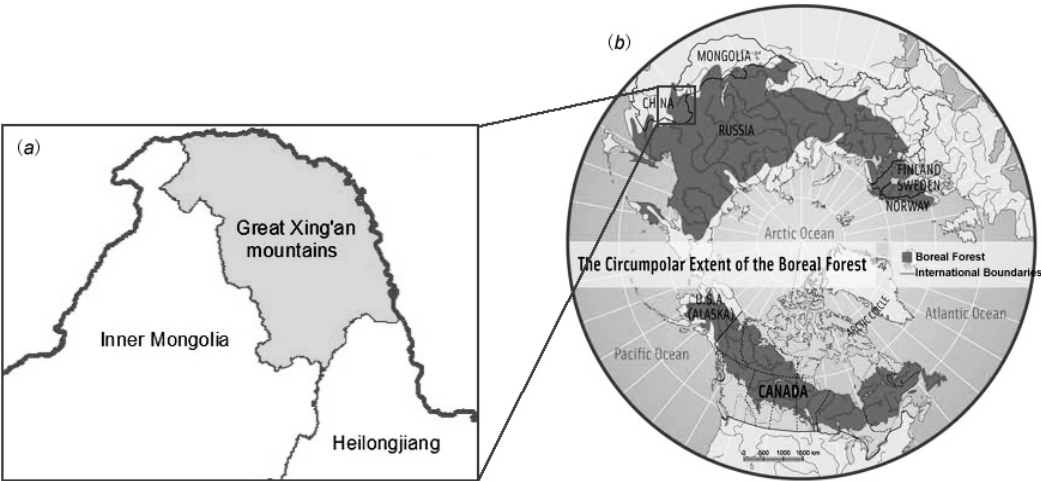 (a)
Great Xing'an
mountains
Inner Mongolia
Heilongjiang
(b)
MONGOLIA
CHINA
RUSSIA
FINLAND
SWEDEN
NORWAY
Arctic Ocean
The Circumpolar Extent of the Boreal Forest
Boreal Forest
International Boundaries
U.S.A.
(ALASKA)
ARCTIC CIRCLE
Atlantic Ocean
Pacific Ocean
CANADA
0 500 1000 1500 km